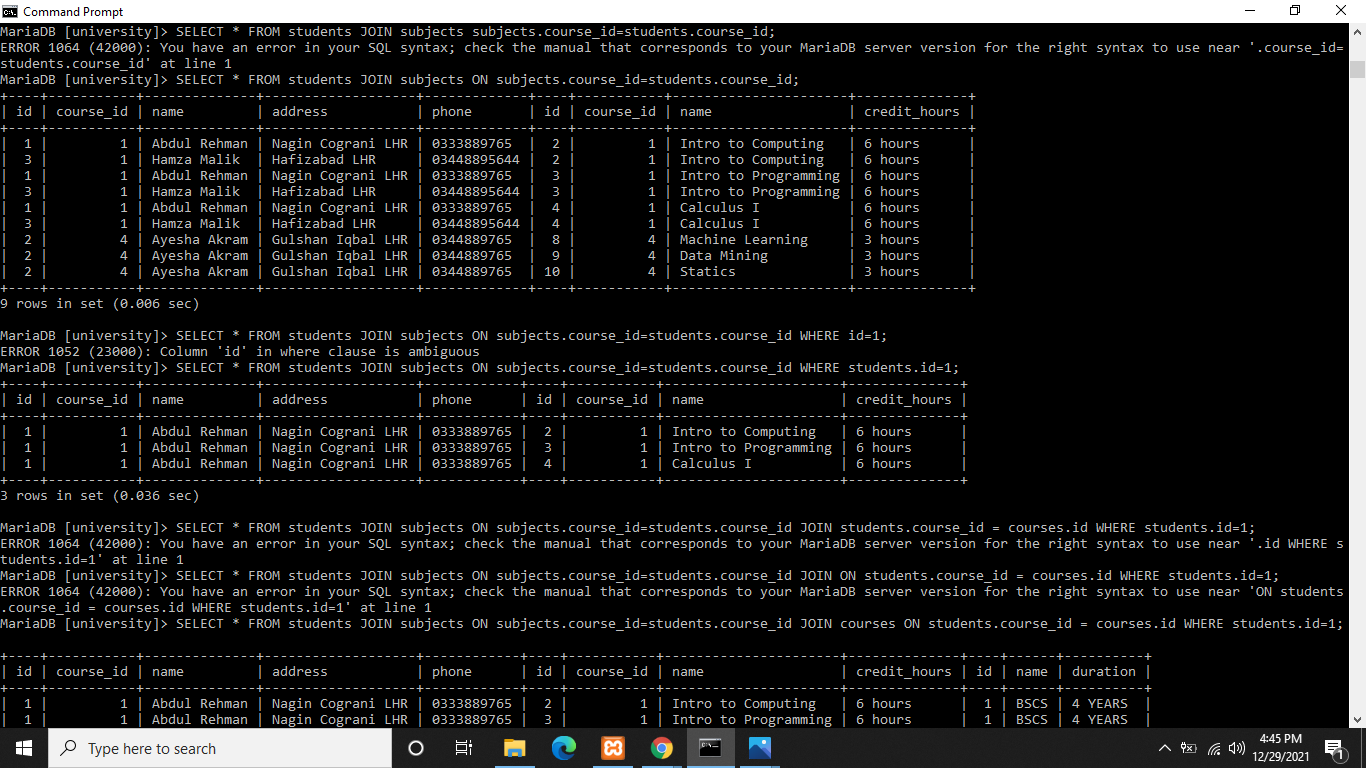 Command Prompt
MariaDB [university]> SELECT * FROM students JOIN subjects subjects.course_id=students.course_id;
ERROR 1064 (42000): You have an error in your SQL syntax; check the manual that corresponds to your MariaDB server version for the right syntax to use near '.course_id=
students.course_id' at line 1
MariaDB [university]> SELECT * FROM students JOIN subjects ON subjects.course_id=students.course_id;
+----+-----------+--------------+-------------------+-------------+----+-----------+----------------------+--------------+
| id | course_id | name         | address           | phone       | id | course_id | name                 | credit_hours |
+----+-----------+--------------+-------------------+-------------+----+-----------+----------------------+--------------+
|  1 |         1 | Abdul Rehman | Nagin Cograni LHR | 0333889765  |  2 |         1 | Intro to Computing   | 6 hours      |
|  3 |         1 | Hamza Malik  | Hafizabad LHR     | 03448895644 |  2 |         1 | Intro to Computing   | 6 hours      |
|  1 |         1 | Abdul Rehman | Nagin Cograni LHR | 0333889765  |  3 |         1 | Intro to Programming | 6 hours      |
|  3 |         1 | Hamza Malik  | Hafizabad LHR     | 03448895644 |  3 |         1 | Intro to Programming | 6 hours      |
|  1 |         1 | Abdul Rehman | Nagin Cograni LHR | 0333889765  |  4 |         1 | Calculus I           | 6 hours      |
|  3 |         1 | Hamza Malik  | Hafizabad LHR     | 03448895644 |  4 |         1 | Calculus I           | 6 hours      |
|  2 |         4 | Ayesha Akram | Gulshan Iqbal LHR | 0344889765  |  8 |         4 | Machine Learning     | 3 hours      |
|  2 |         4 | Ayesha Akram | Gulshan Iqbal LHR | 0344889765  |  9 |         4 | Data Mining          | 3 hours      |
|  2 |         4 | Ayesha Akram | Gulshan Iqbal LHR | 0344889765  | 10 |         4 | Statics              | 3 hours      |
+----+-----------+--------------+-------------------+-------------+----+-----------+----------------------+--------------+
9 rows in set (0.006 sec)
MariaDB [university]> SELECT * FROM students JOIN subjects ON subjects.course_id=students.course_id WHERE id=1;
ERROR 1052 (23000): Column 'id' in where clause is ambiguous
MariaDB [university]> SELECT * FROM students JOIN subjects ON subjects.course_id=students.course_id WHERE students.id=1;
+----+-----------+--------------+-------------------+------------+----+-----------+----------------------+--------------+
| id | course_id | name         | address           | phone      | id | course_id | name                 | credit_hours |
+----+-----------+--------------+-------------------+------------+----+-----------+----------------------+--------------+
|  1 |         1 | Abdul Rehman | Nagin Cograni LHR | 0333889765 |  2 |         1 | Intro to Computing   | 6 hours      |
|  1 |         1 | Abdul Rehman | Nagin Cograni LHR | 0333889765 |  3 |         1 | Intro to Programming | 6 hours      |
|  1 |         1 | Abdul Rehman | Nagin Cograni LHR | 0333889765 |  4 |         1 | Calculus I           | 6 hours      |
+----+-----------+--------------+-------------------+------------+----+-----------+----------------------+--------------+
3 rows in set (0.036 sec)
MariaDB [university]> SELECT * FROM students JOIN subjects ON subjects.course_id=students.course_id JOIN students.course_id = courses.id WHERE students.id=1;
ERROR 1064 (42000): You have an error in your SQL syntax; check the manual that corresponds to your MariaDB server version for the right syntax to use near '.id WHERE s
tudents.id=1' at line 1
MariaDB [university]> SELECT * FROM students JOIN subjects ON subjects.course_id=students.course_id JOIN ON students.course_id = courses.id WHERE students.id=1;
ERROR 1064 (42000): You have an error in your SQL syntax; check the manual that corresponds to your MariaDB server version for the right syntax to use near 'ON students
.course_id = courses.id WHERE students.id=1' at line 1
MariaDB [university]> SELECT * FROM students JOIN subjects ON subjects.course_id=students.course_id JOIN courses ON students.course_id = courses.id WHERE students.id=1;
+----+-----------+--------------+-------------------+------------+----+-----------+----------------------+--------------+----+------+----------+
| id | course_id | name         | address           | phone      | id | course_id | name                 | credit_hours | id | name | duration |
+----+-----------+--------------+-------------------+------------+----+-----------+----------------------+--------------+----+------+----------+
|  1 |         1 | Abdul Rehman | Nagin Cograni LHR | 0333889765 |  2 |         1 | Intro to Computing   | 6 hours      |  1 | BSCS | 4 YEARS  |
|  1 |         1 | Abdul Rehman | Nagin Cograni LHR | 0333889765 |  3 |         1 | Intro to Programming | 6 hours      |  1 | BSCS | 4 YEARS  |
Type here to search
4:45 PM
12/29/2021
1